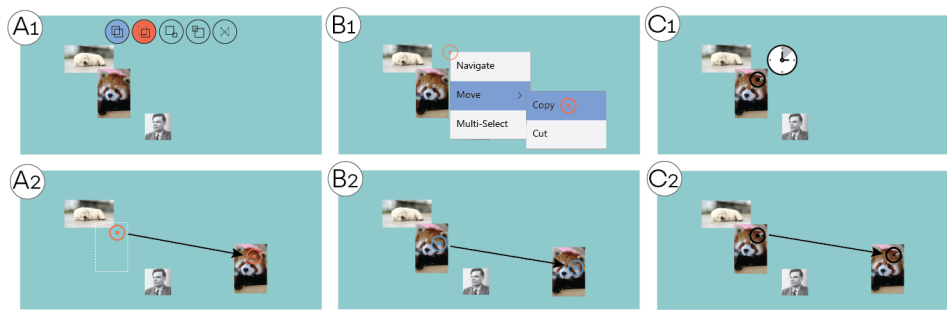 A1
B1
C1
Navigate
Move
Copy
Multi-Select
Cut
A2
B2
C2